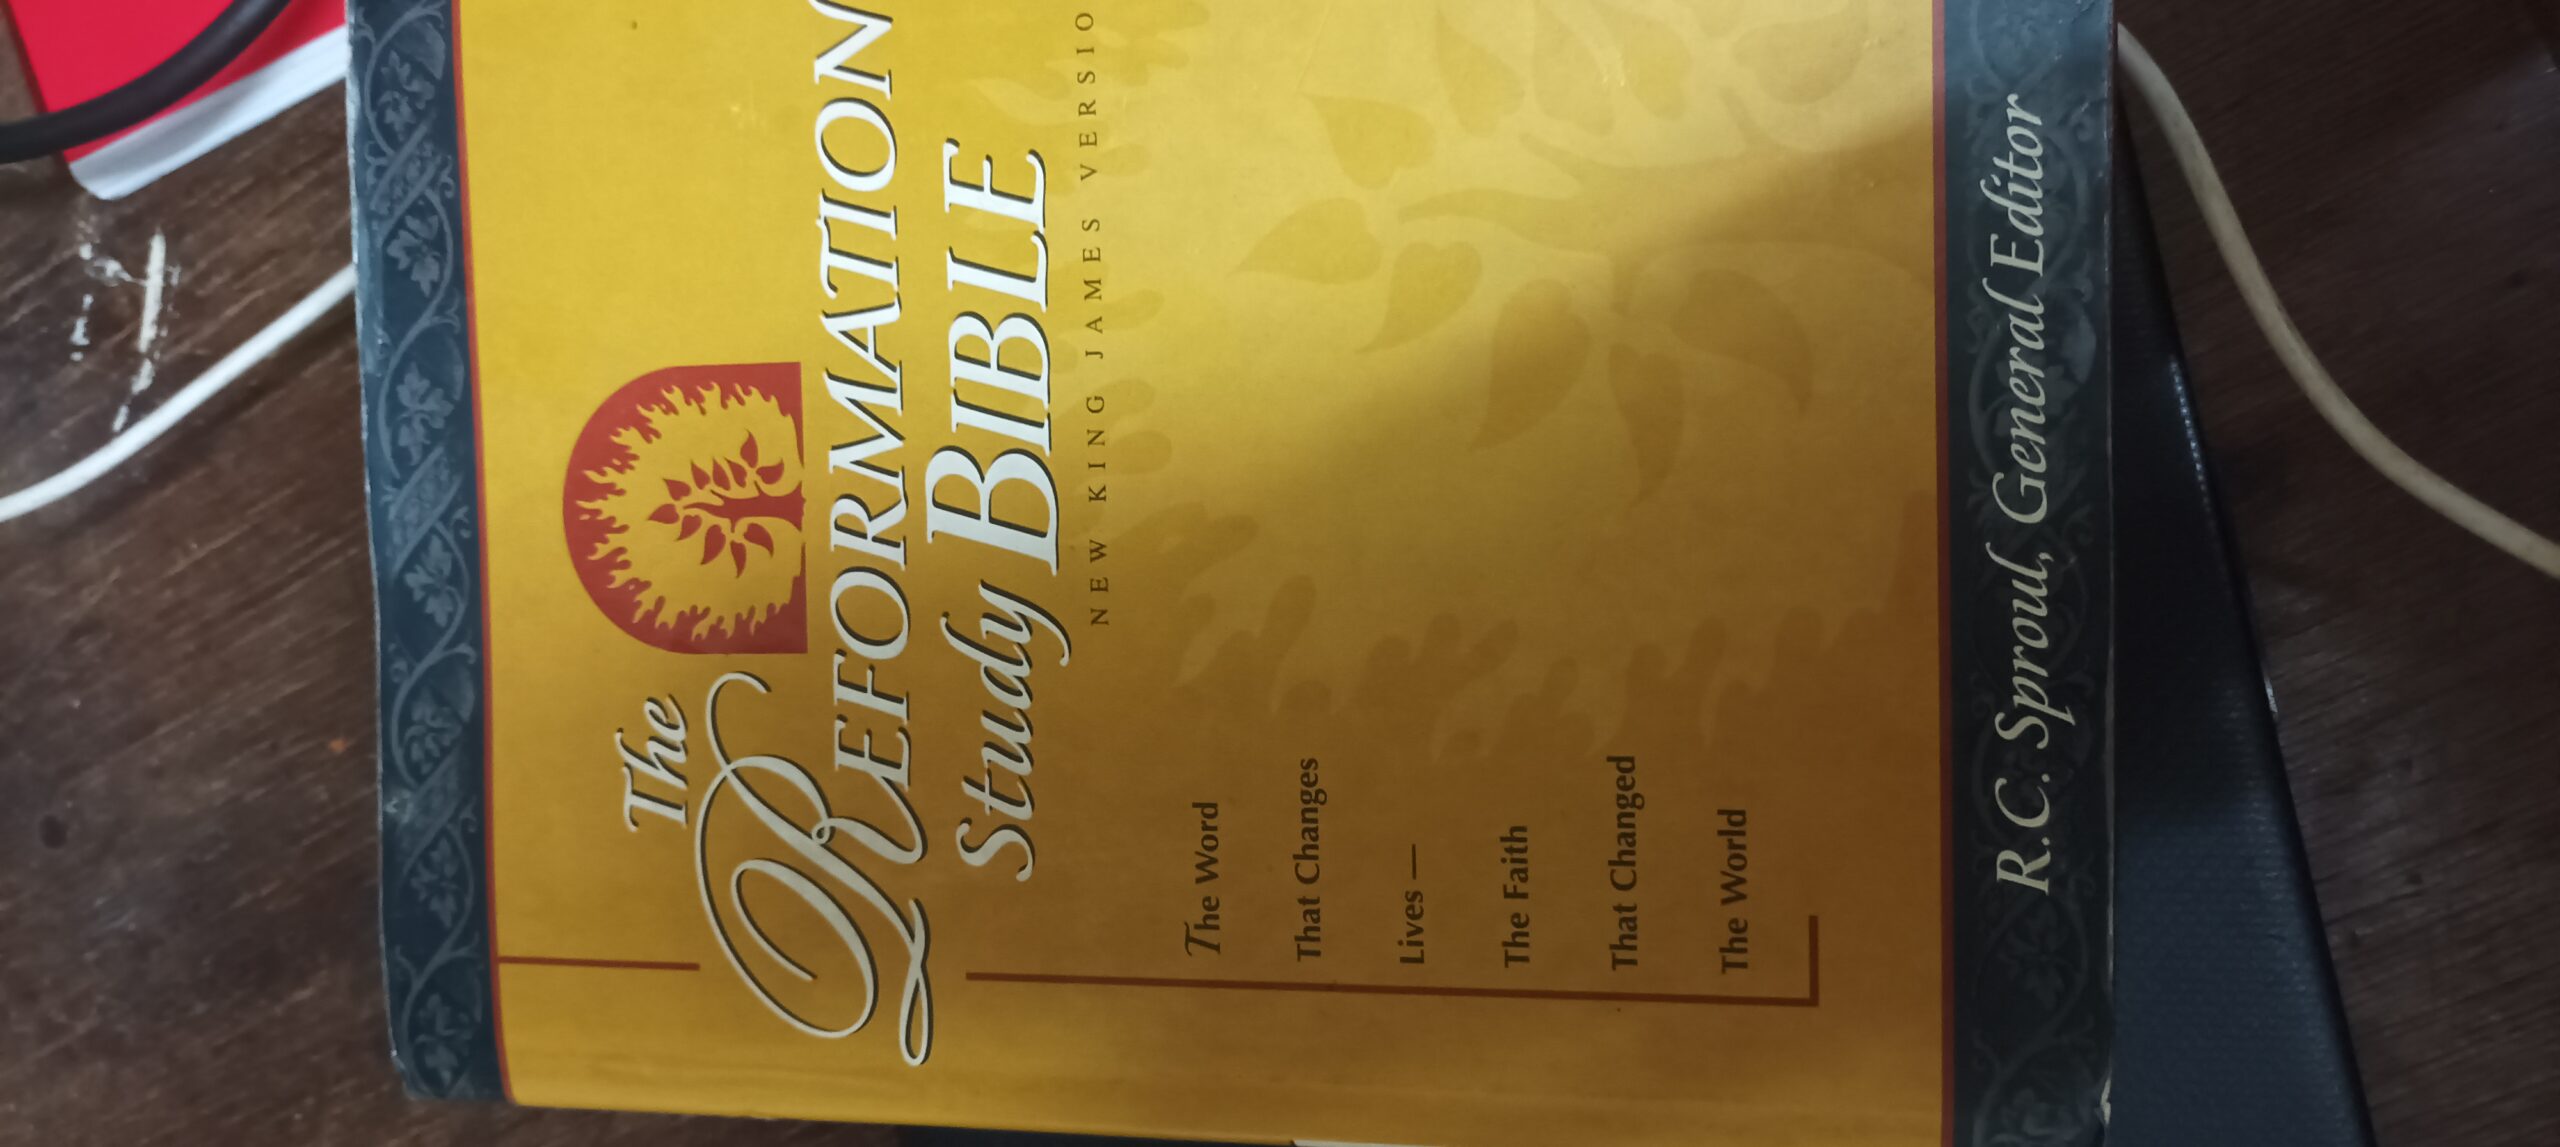 The
REFORMATION
Study BIBLE
NEW KING JAMES VERSIO
The Word
That Changes
Lives —
The Faith
That Changed
The World
R.C. Sproul, General Editor